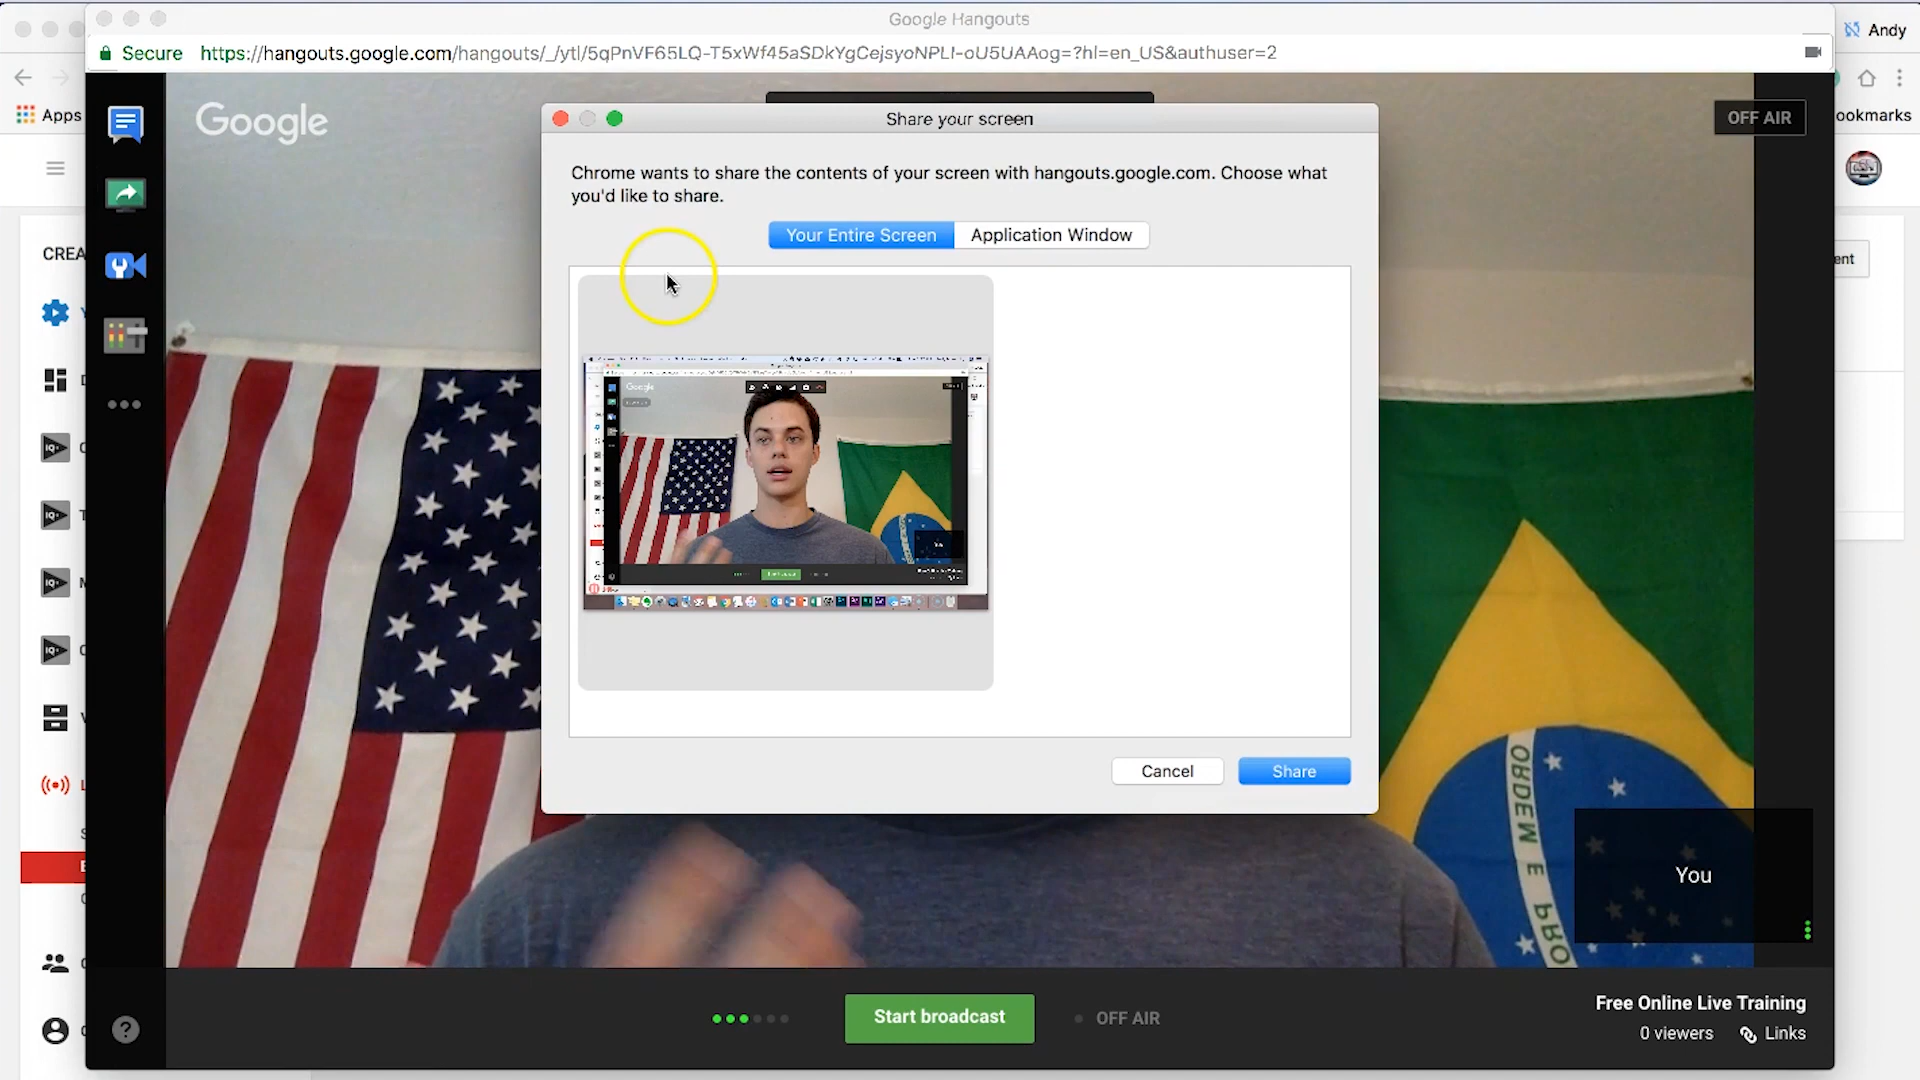 Google Hangouts
Andy
Secure https://hangouts.google.com/hangouts/_/ytl/5qPnVF65LQ-T5xWf45aSDkYgCejsyoNPLI-oU5UAAog=?hl=en_US&authuser=2
Apps
ookmarks
Google
OFF AIR
Share your screen
Chrome wants to share the contents of your screen with hangouts.google.com. Choose what
you'd like to share.
Your Entire Screen
Application Window
CREA
ent
Google
You
Cancel
Share
ORDEM E PRO
You
Start broadcast
OFF AIR
Free Online Live Training
0 viewers
Links